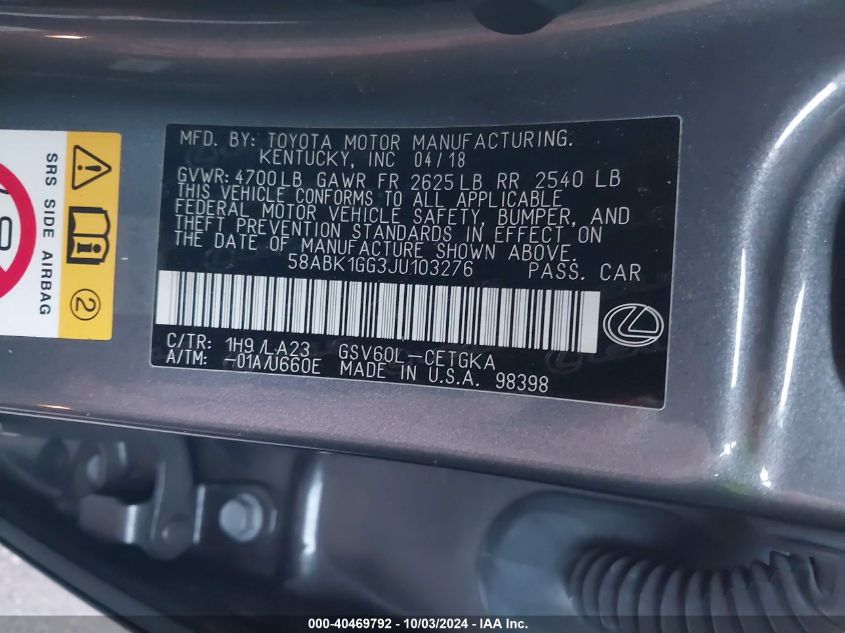 MFD. BY: TOYOTA MOTOR MANUFACTURING.
KENTUCKY, INC 04/18
GVWR: 4700LB GAWR FR 2625LB RR 2540 LB
THIS VEHICLE CONFORMS TO ALL APPLICABLE
FEDERAL MOTOR VEHICLE SAFETY, BUMPER, AND
THEFT PREVENTION STANDARDS IN EFFECT ON
THE DATE OF MANUFACTURE SHOWN ABOVE.
58ABK1GG3JU103276 PASS. CAR
C/TR: 1H9/LA23 GSV60L-CETGKA
A/TM: -01A/U660E MADE IN U.S.A. 98398
SRS SIDE AIRBAG
2
000-40469792 - 10/03/2024 - IAA Inc.